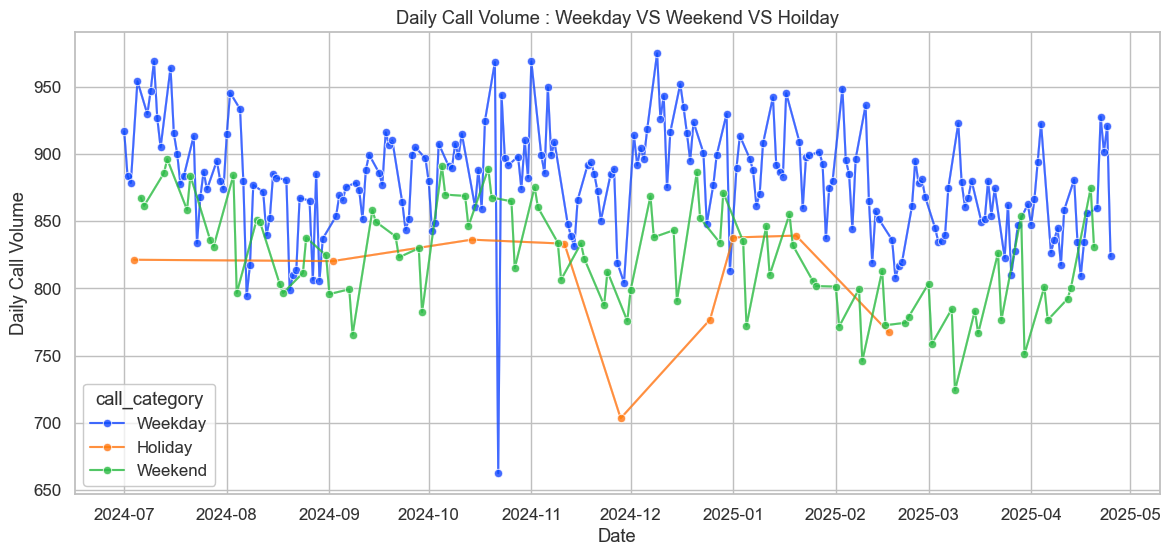 Daily Call Volume : Weekday VS Weekend VS Hoilday
Daily Call Volume
950
900
850
800
750
700
650
call_category
Weekday
Holiday
Weekend
2024-07 2024-08 2024-09 2024-10 2024-11 2024-12 2025-01 2025-02 2025-03 2025-04 2025-05
Date